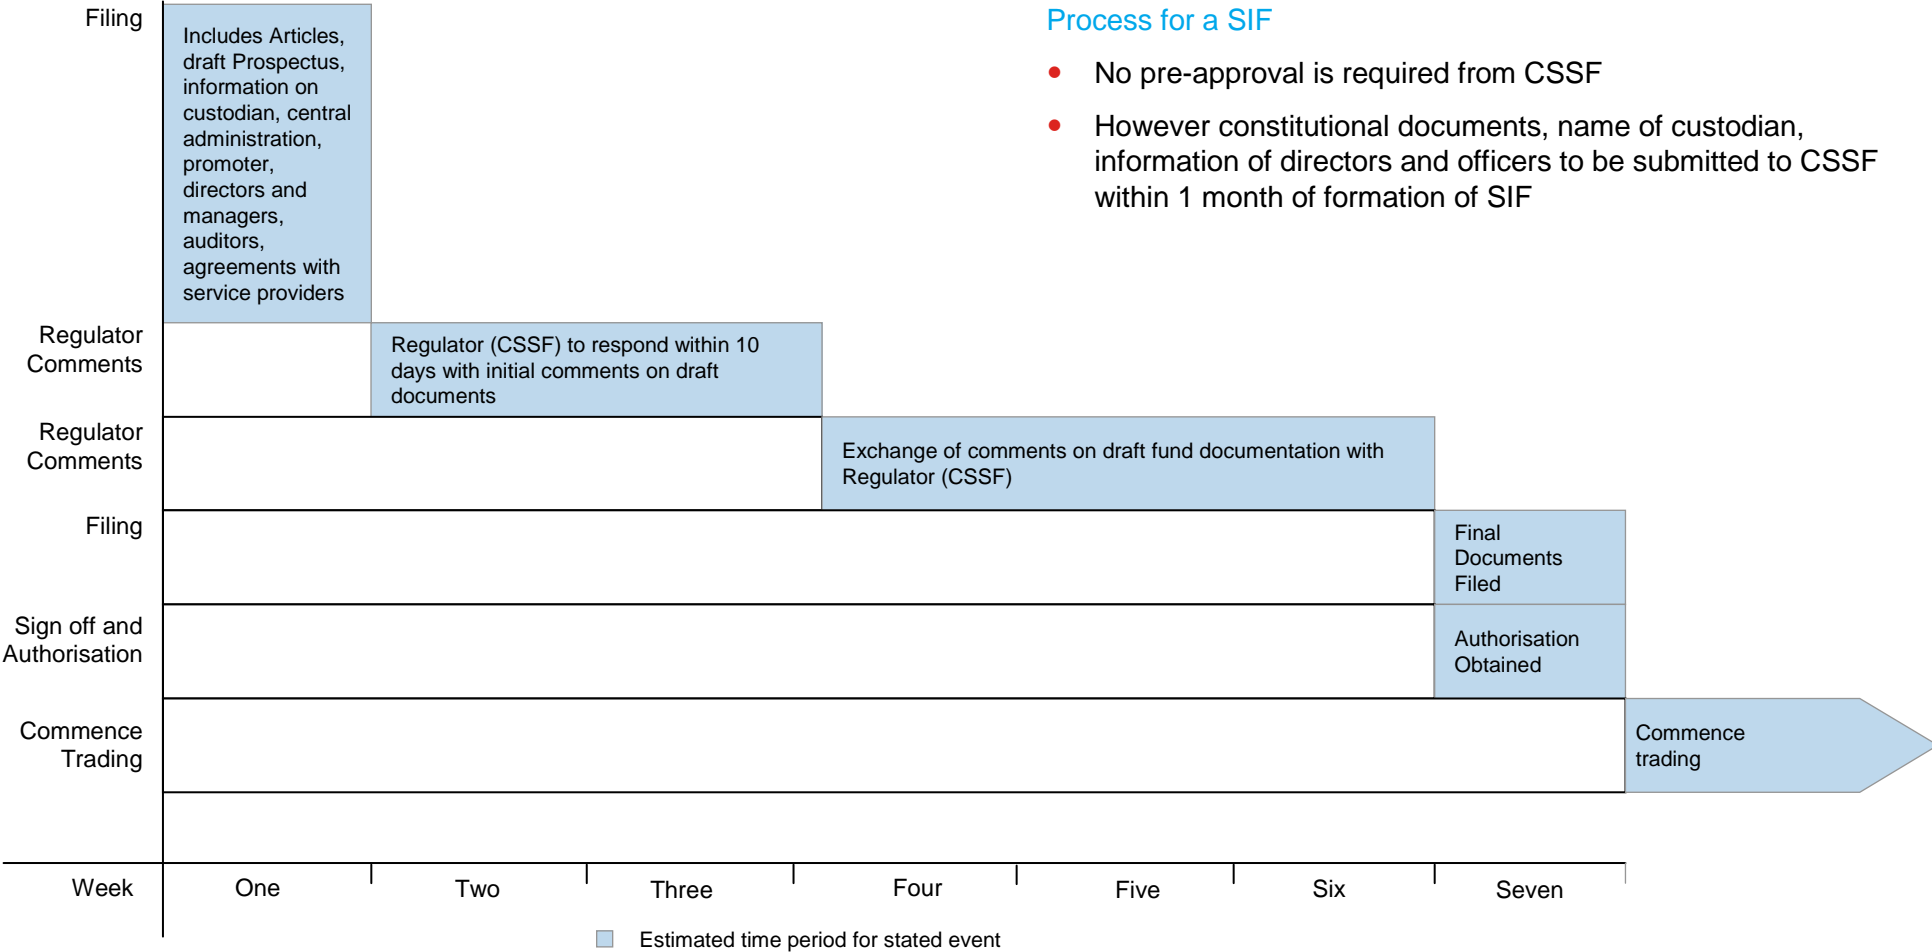 Filing
Includes Articles,
draft Prospectus,
information on
custodian, central
administration,
promoter,
directors and
managers,
auditors,
agreements with
service providers
Process for a SIF
• No pre-approval is required from CSSF
• However constitutional documents, name of custodian,
information of directors and officers to be submitted to CSSF
within 1 month of formation of SIF
Regulator
Comments
Regulator (CSSF) to respond within 10
days with initial comments on draft
documents
Regulator
Comments
Exchange of comments on draft fund documentation with
Regulator (CSSF)
Filing
Final
Documents
Filed
Sign off and
Authorisation
Authorisation
Obtained
Commence
Trading
Commence
trading
Week One Two Three Four Five Six Seven
Estimated time period for stated event